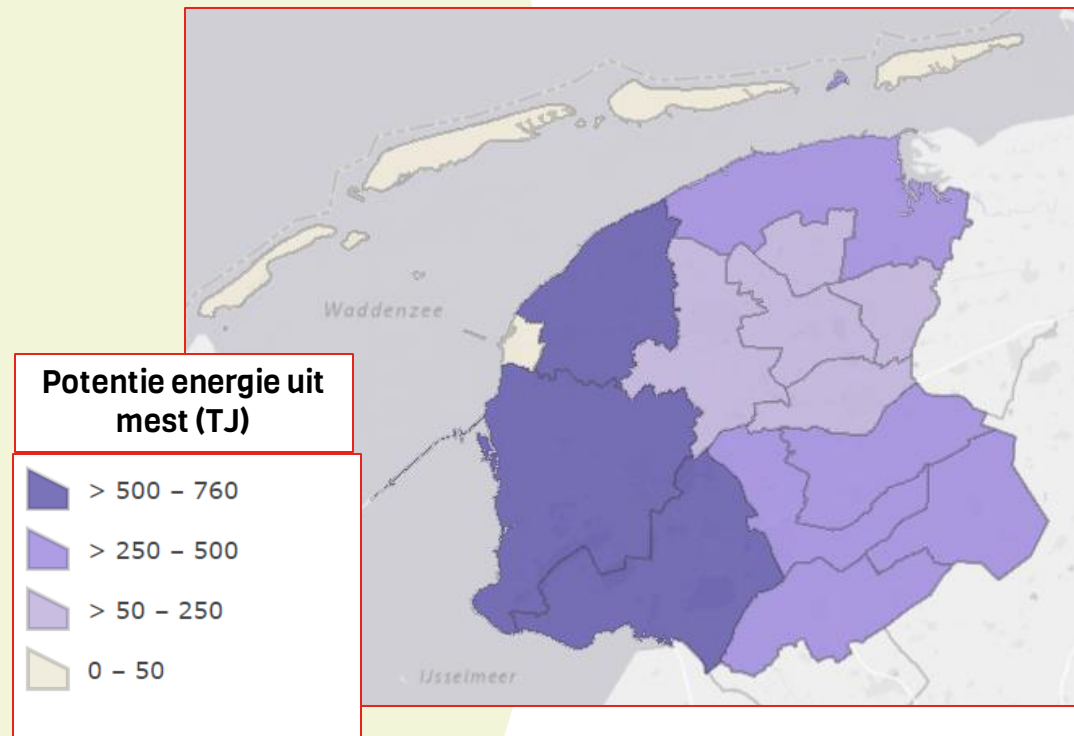 Waddenzee
Potentie energie uit
mest (TJ)
> 500 – 760
> 250 – 500
> 50 – 250
0 – 50
IJsselmeer